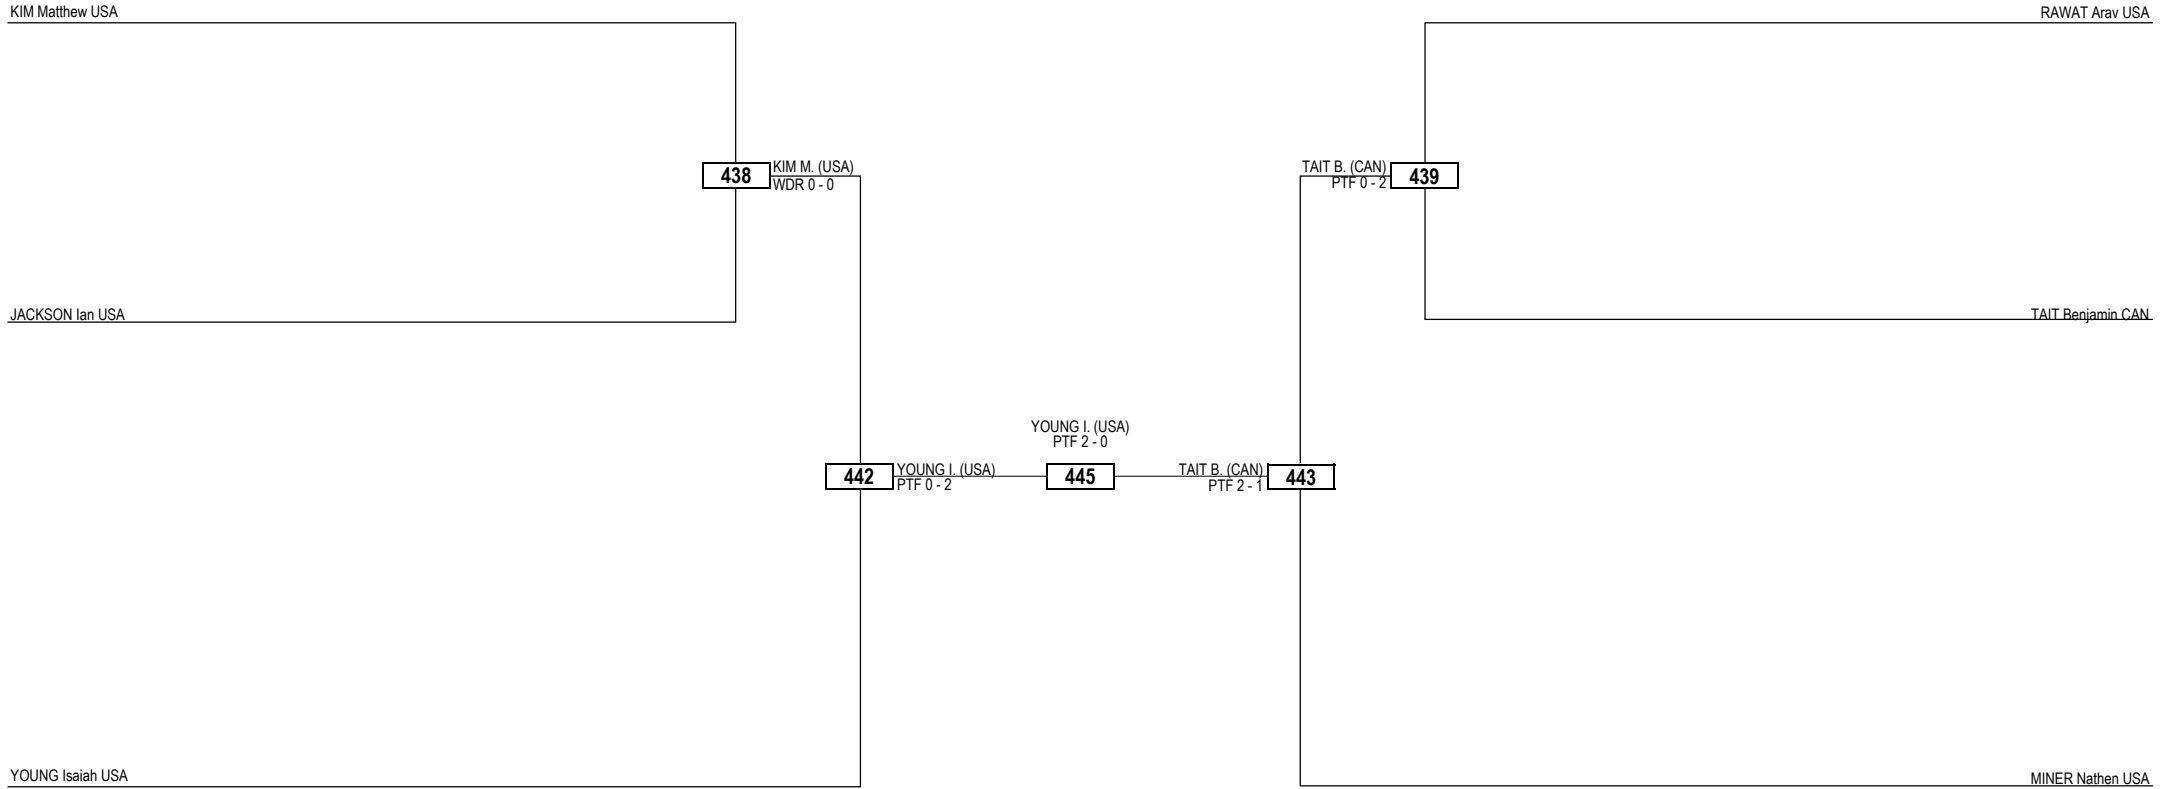 KIM Matthew USA
RAWAT Arav USA
438
KIM M. (USA)
WDR 0 - 0
TAIT B. (CAN)
PTF 0 - 2
439
JACKSON Ian USA
TAIT Benjamin CAN
YOUNG I. (USA)
PTF 2 - 0
442
YOUNG I. (USA)
PTF 0 - 2
445
TAIT B. (CAN)
PTF 2 - 1
443
YOUNG Isaiah USA
MINER Nathen USA